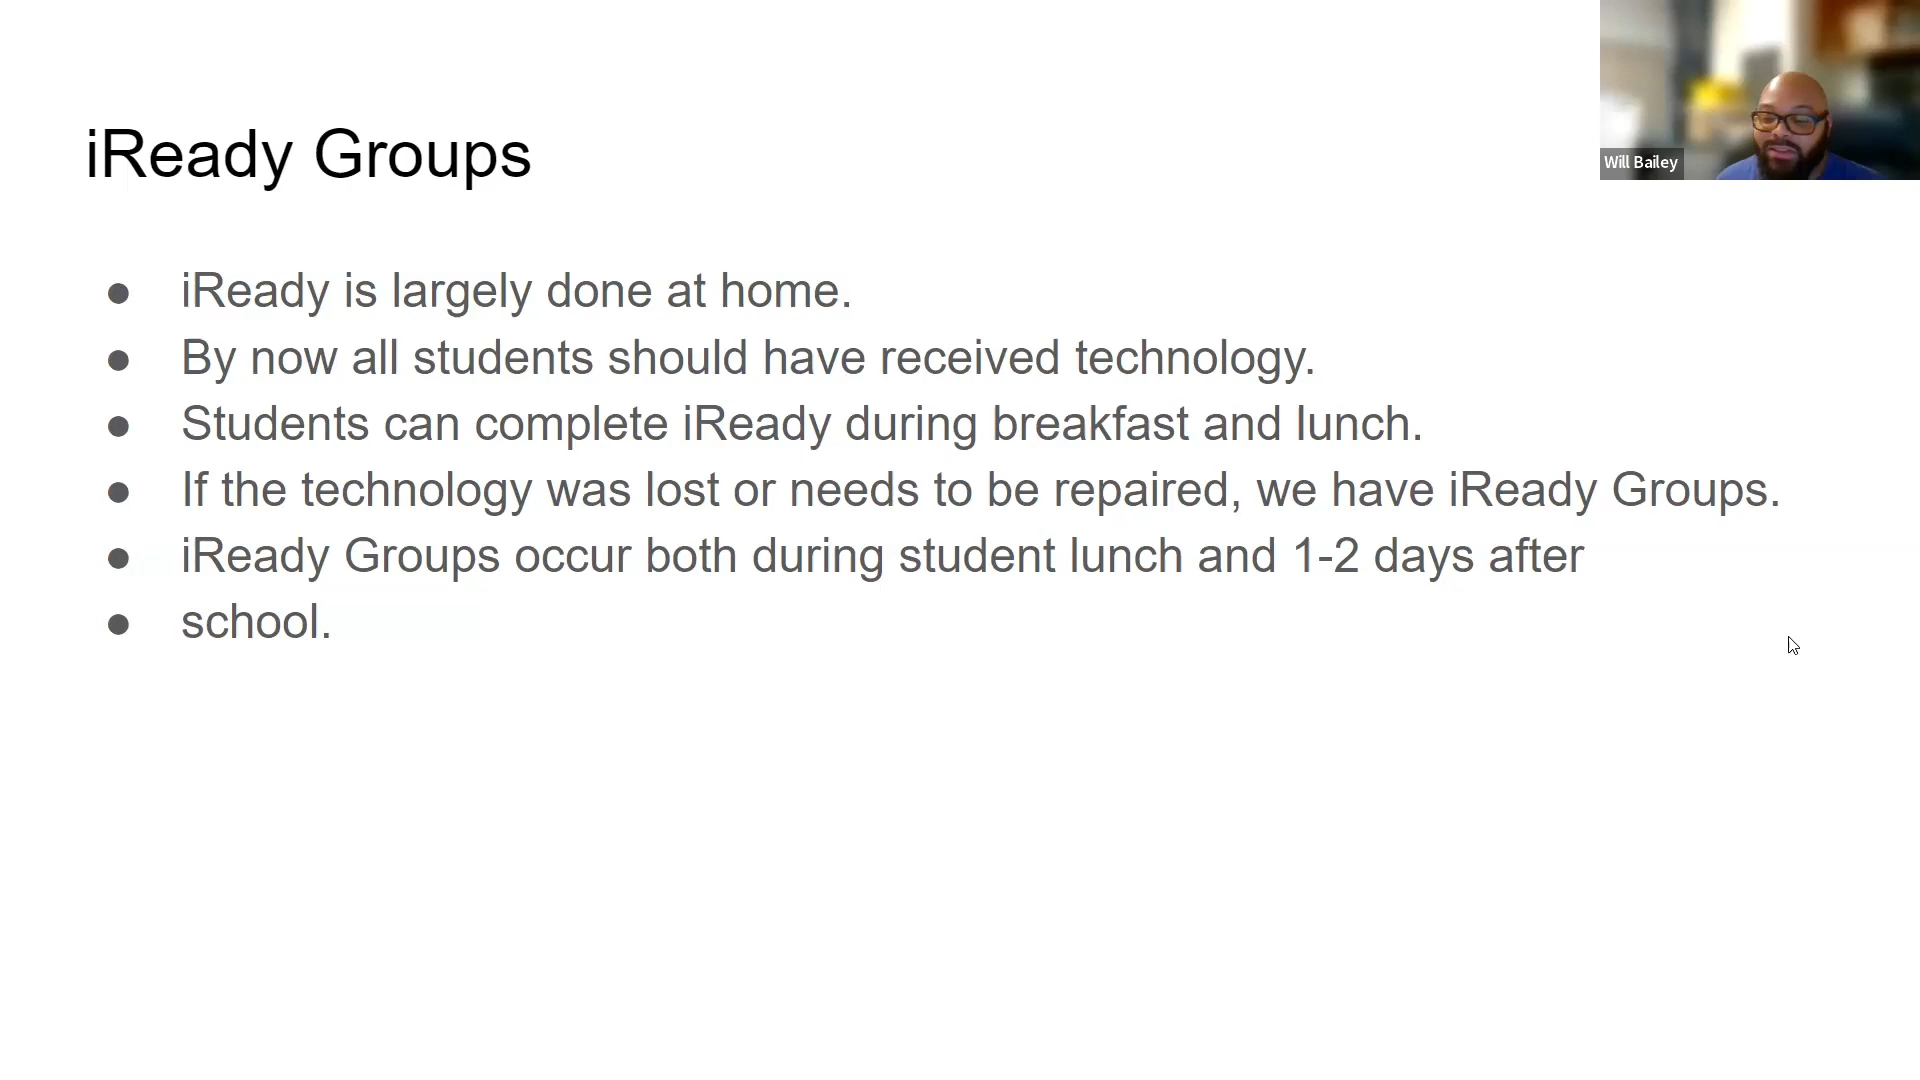 Will Bailey
iReady Groups
● iReady is largely done at home.
● By now all students should have received technology.
● Students can complete iReady during breakfast and lunch.
● If the technology was lost or needs to be repaired, we have iReady Groups.
● iReady Groups occur both during student lunch and 1-2 days after
● school.